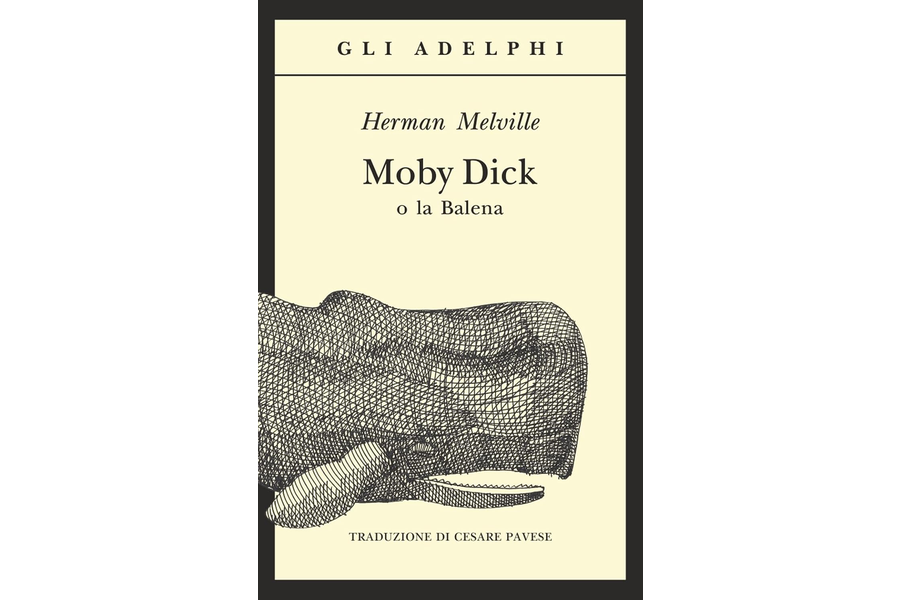 GLI ADELPHI
Herman Melville
Moby Dick
o la Balena
TRADUZIONE DI CESARE PAVESE